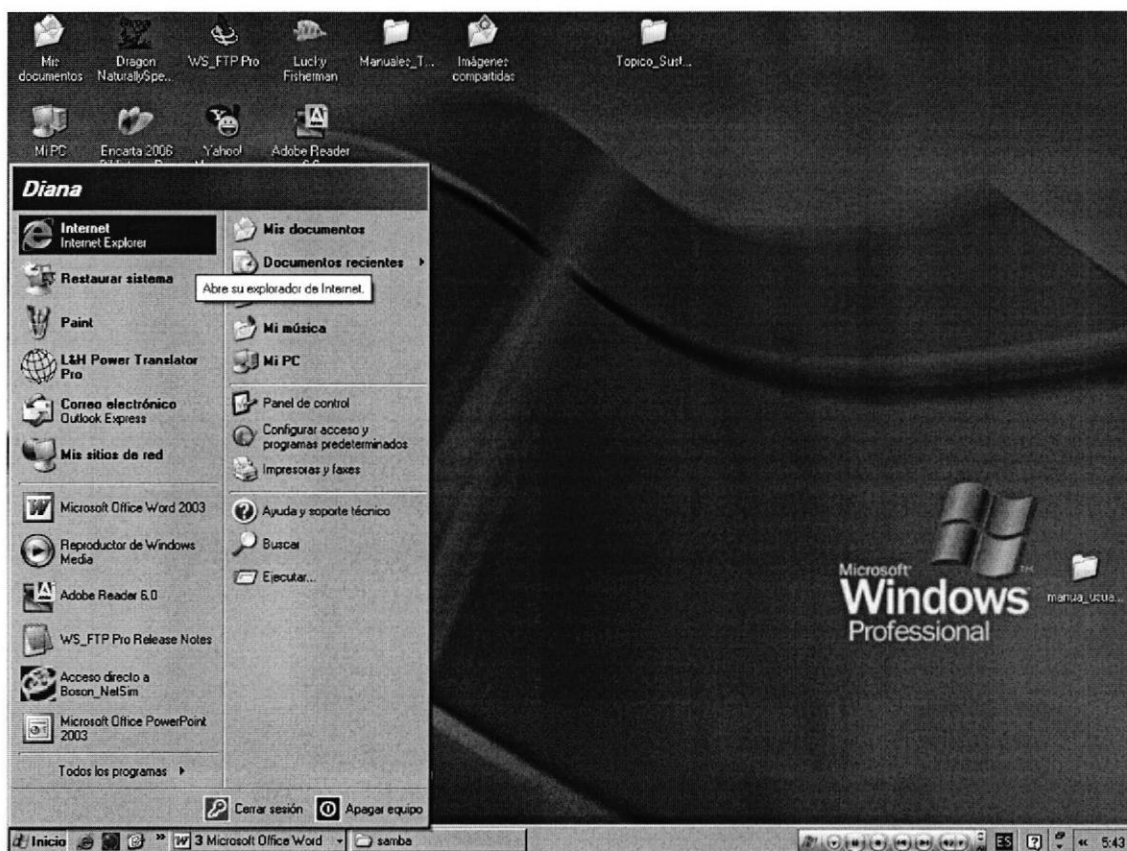 Mis documentos
Dragon NaturallySpe...
WS_FTP Pro
Lucky Fisherman
Manuales_T...
Imágenes compartidas
Topico_Sust...
Mi PC
Encarta 2006
Yahoo!
Adobe Reader
Diana
Internet
Internet Explorer
Restaurar sistema
Paint
L&H Power Translator
Pro
Correo electrónico
Outlook Express
Mis sitios de red
Microsoft Office Word 2003
Reproductor de Windows
Media
Adobe Reader 6.0
WS_FTP Pro Release Notes
Acceso directo a
Boson_NetSim
Microsoft Office PowerPoint
2003
Todos los programas
Mis documentos
Documentos recientes
Abre su explorador de Internet.
Mi música
Mi PC
Panel de control
Configurar acceso y
programas predeterminados
Impresoras y faxes
Ayuda y soporte técnico
Buscar
Ejecutar...
Cerrar sesión
Apagar equipo
Microsoft
Windows
Professional
manua_usua...
Inicio
3 Microsoft Office Word
samba
ES
5:43